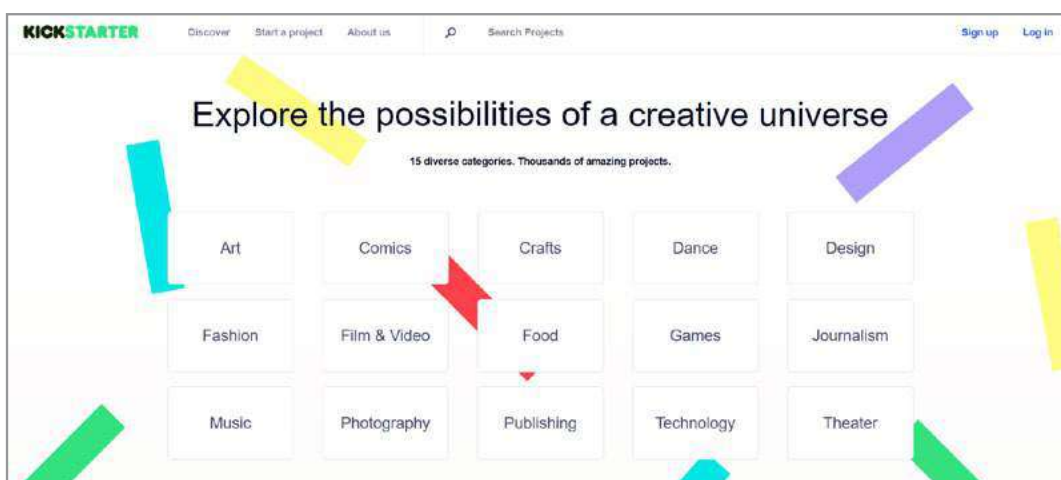 KICKSTARTER Discover Start a project About us Search Projects Sign up Log in
Explore the possibilities of a creative universe
15 diverse categories. Thousands of amazing projects.
Art Comics Crafts Dance Design
Fashion Film & Video Food Games Journalism
Music Photography Publishing Technology Theater